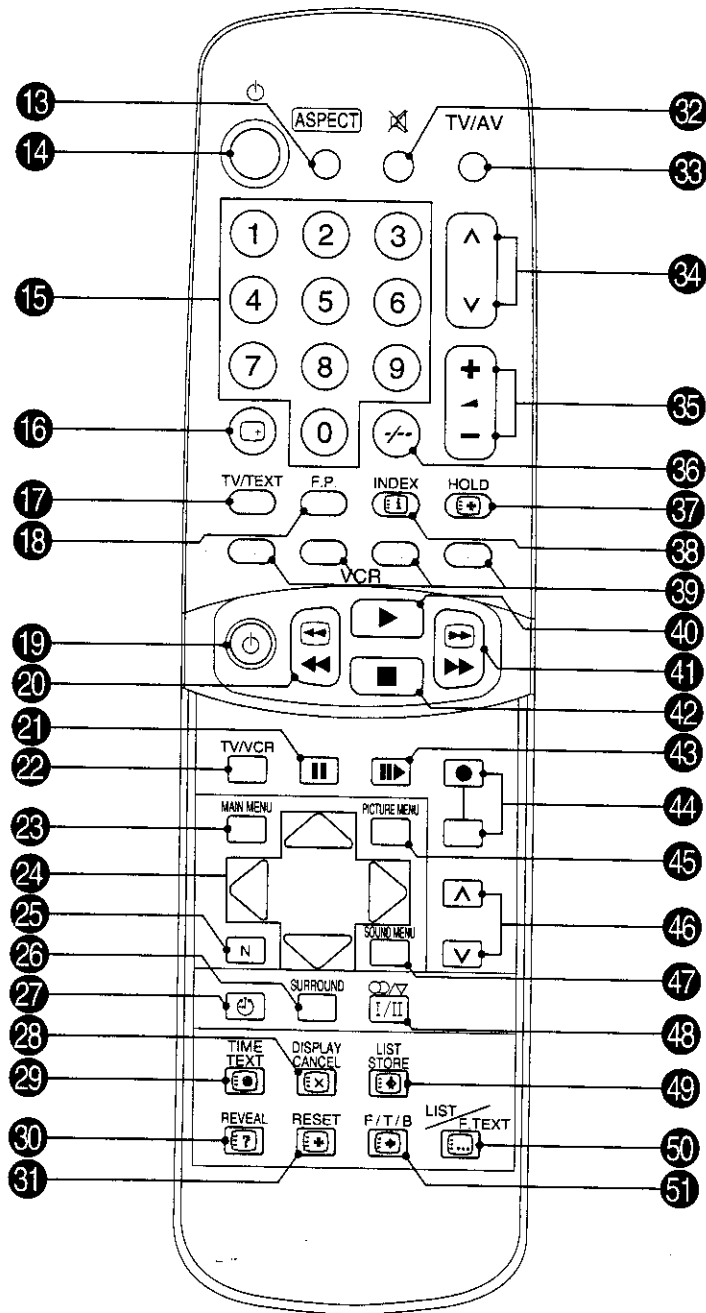 13 ASPECT TV/AV 32
14 33
1 2 3
15 4 5 6 34
7 8 9 35
16 0 -/-- 36
17 TV/TEXT F.P. INDEX HOLD 37
i
18 38
VCR 39
19 40
20 41
21 42
22 TV/VCR 43
44
23 MAIN MENU PICTURE MENU 45
24 46
25 N SOUND MENU 47
26 SURROUND
27 I/II 48
28 TIME TEXT DISPLAY CANCEL LIST STORE
29 49
30 REVEAL RESET F/T/B LIST F.TEXT 50
?
31 51